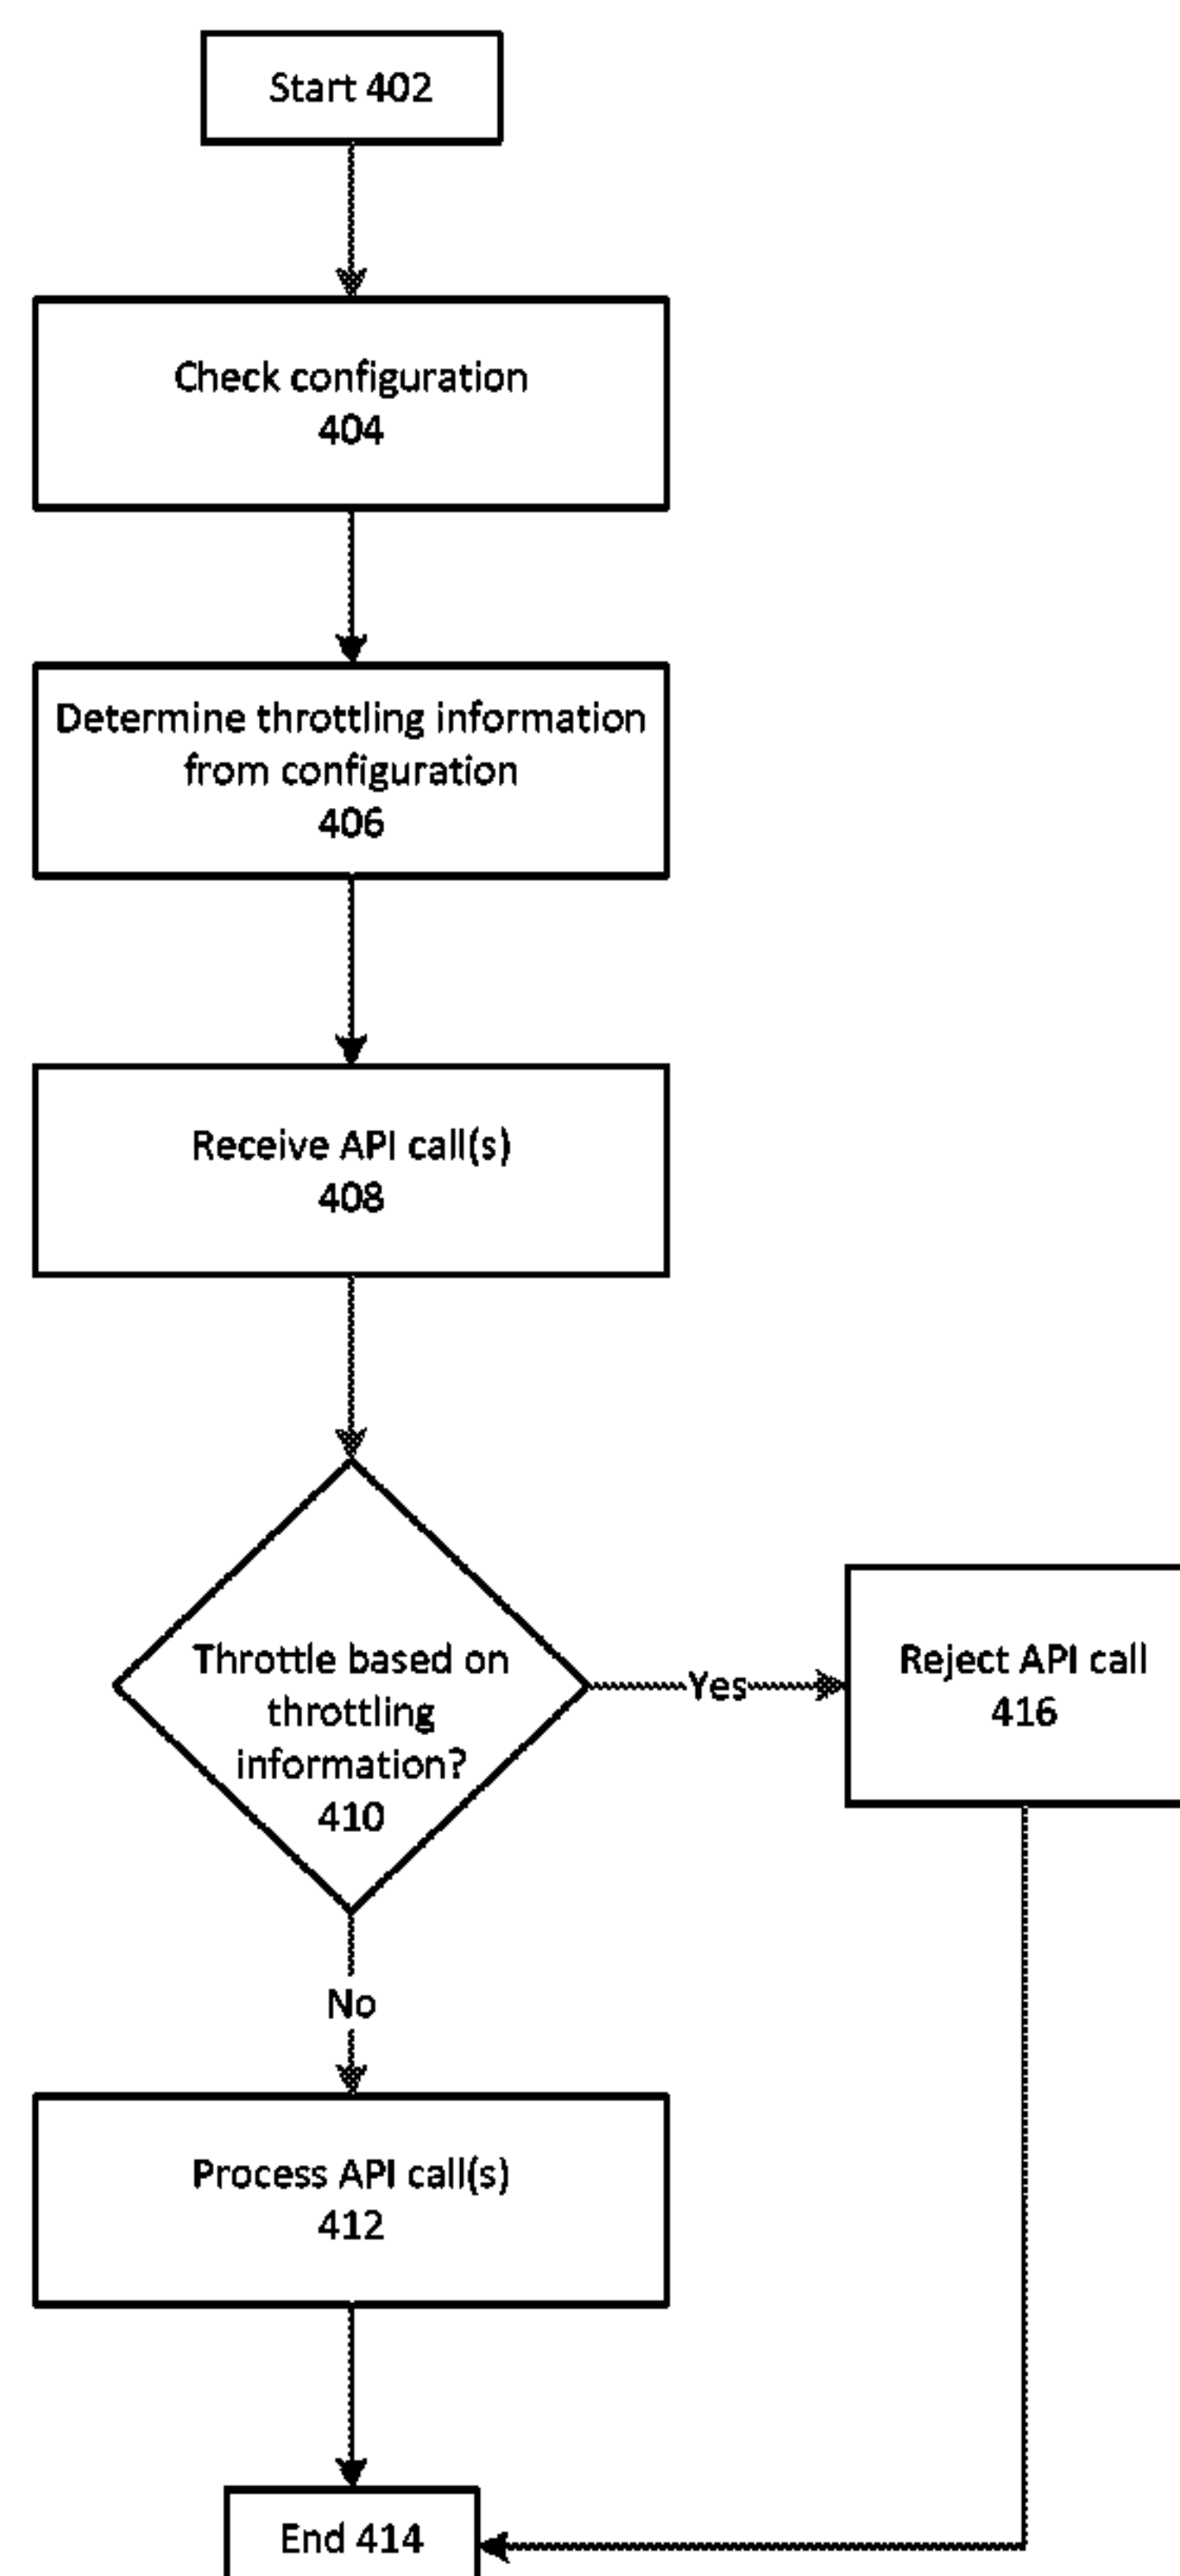 Start 402
Check configuration
404
Determine throttling information
from configuration
406
Receive API call(s)
408
Throttle based on
throttling
information?
410
Yes
Reject API call
416
No
Process API call(s)
412
End 414